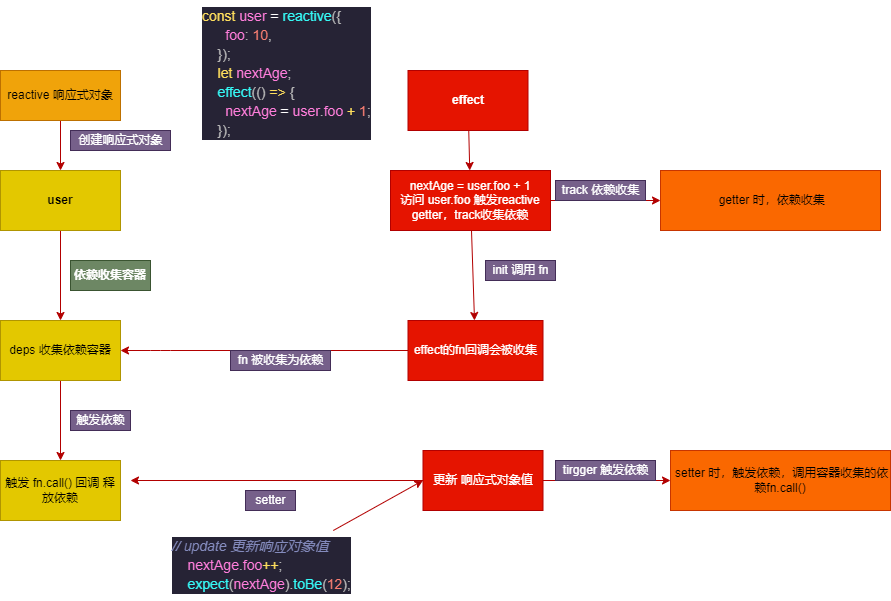 const user = reactive({
foo: 10,
});
let nextAge;
effect(() => {
nextAge = user.foo + 1;
});
reactive 响应式对象
创建响应式对象
user
依赖收集容器
deps 收集依赖容器
触发依赖
触发 fn.call() 回调 释
放依赖
effect
nextAge = user.foo + 1
访问 user.foo 触发reactive
getter，track收集依赖
track 依赖收集
getter 时，依赖收集
init 调用 fn
effect的fn回调会被收集
fn 被收集为依赖
更新 响应式对象值
tirgger 触发依赖
setter 时，触发依赖，调用容器收集的依
赖fn.call()
setter
// update 更新响应对象值
nextAge.foo++;
expect(nextAge).toBe(12);